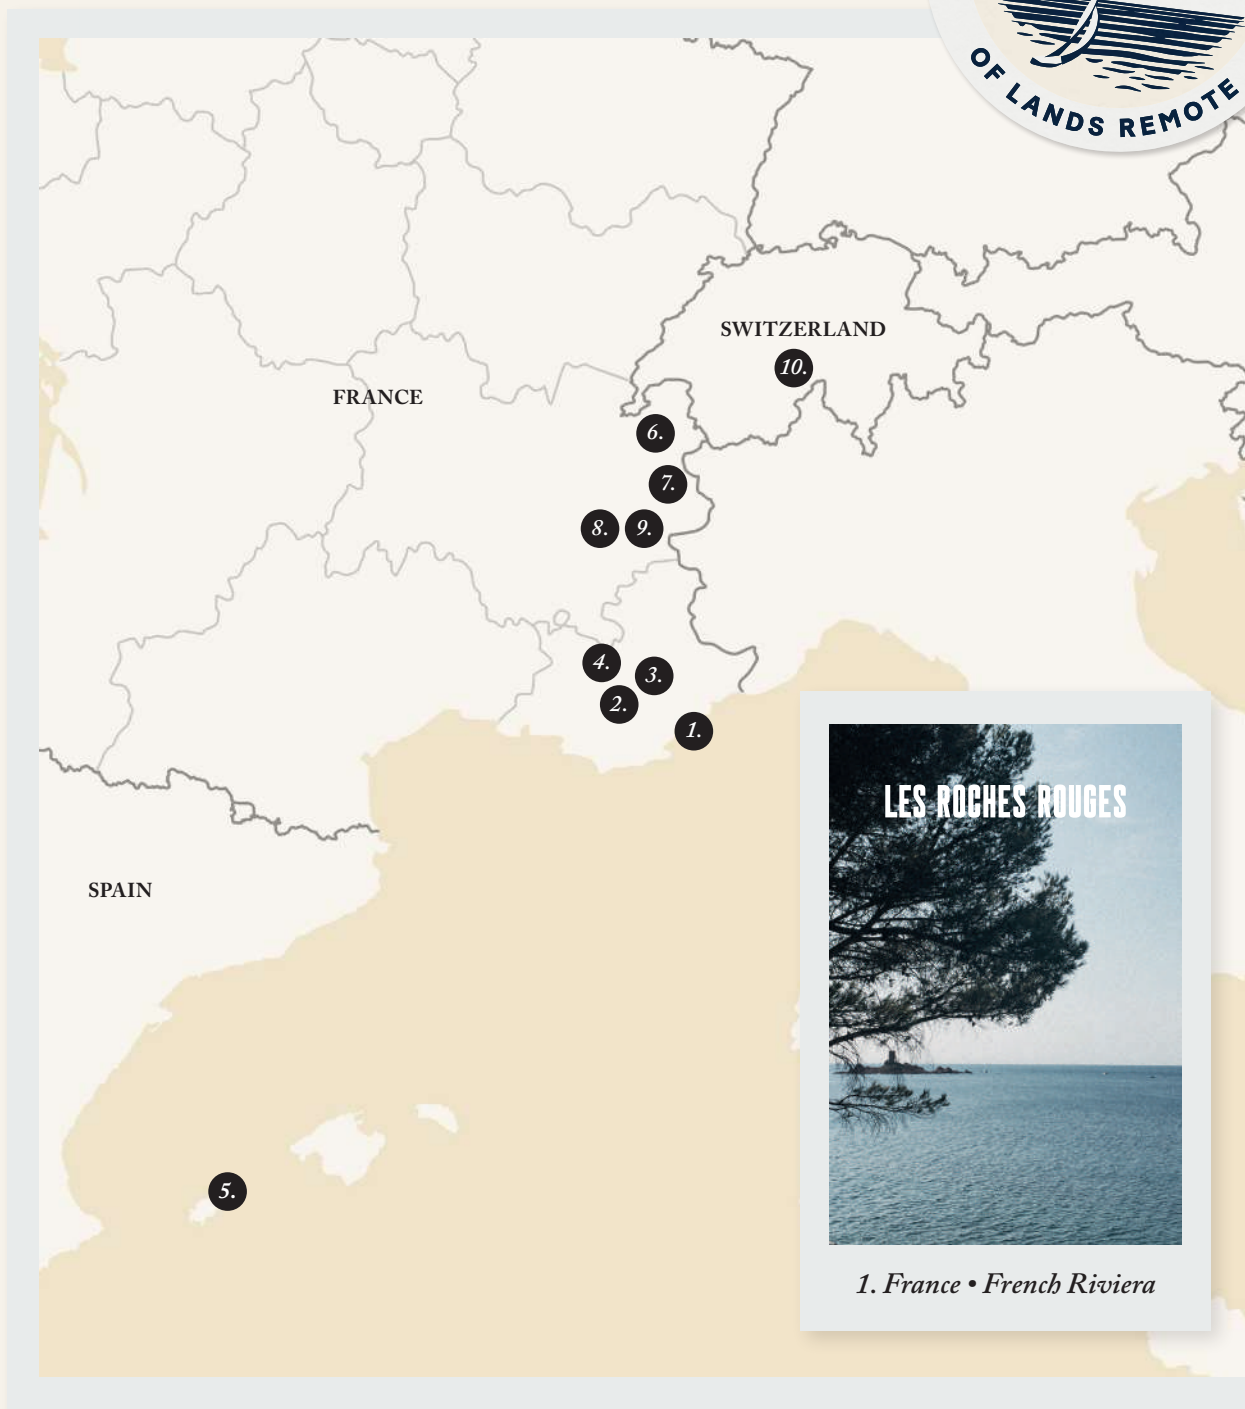 OF LANDS REMOTE
SWITZERLAND
10.
FRANCE
6.
7.
8. 9.
4. 3.
2.
1.
SPAIN
5.
LES ROCHES ROUGES
1. France • French Riviera